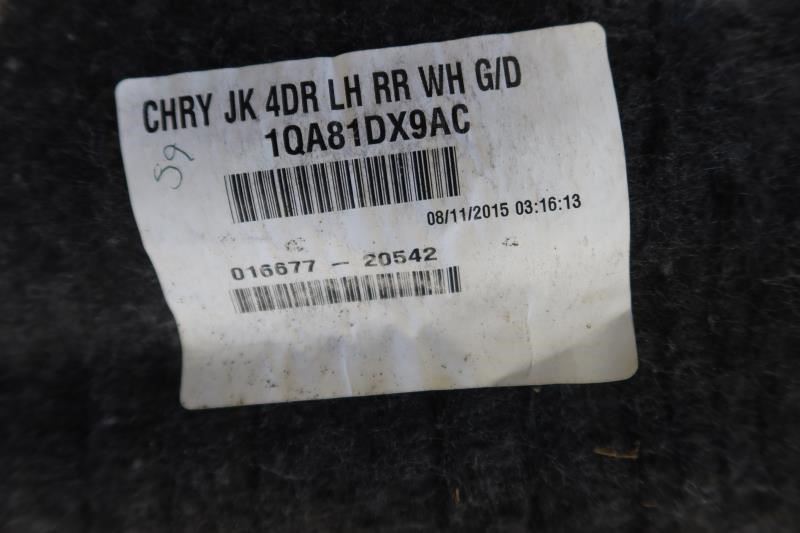 CHRY JK 4DR LH RR WH G/D
1QA81DX9AC
59
08/11/2015 03:16:13
016677 - 20542